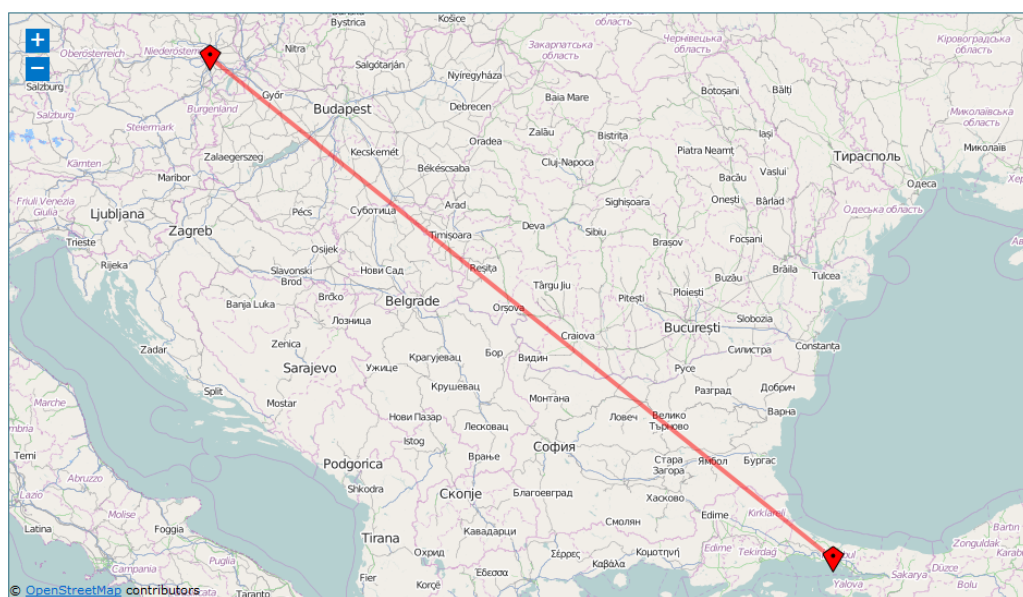 Banská
Bystrica
Košice
Закарпатська
область
Чернівецька
область
Кіровоградська
область
+
−
Oberösterreich
Nitra
Salgótarján
Nyíregyháza
Botoșani
Bălți
Salzburg
Salzburg
Győr
Burgenland
Budapest
Debrecen
Baia Mare
Миколаївська
область
Steiermark
Oradea
Zalău
Bistrița
Iași
Миколаїв
Zalaegerszeg
Kecskemét
Békéscsaba
Cluj-Napoca
Piatra Neamț
Тирасполь
Kärnten
Maribor
Bacău
Vaslui
Одеса
Friuli Venezia
Giulia
Ljubljana
Pécs
Суботица
Arad
Sighișoara
Onești
Bârlad
Одеська область
Trieste
Zagreb
Timișoara
Deva
Sibiu
Brașov
Focșani
Rijeka
Osijek
Slavonski
Brod
Нови Сад
Reșița
Târgu Jiu
Buzău
Brăila
Tulcea
Banja Luka
Brčko
Belgrade
Orșova
Pitești
Ploiești
Лозница
București
Slobozia
Zadar
Zenica
Craiova
Constanța
Sarajevo
Ужице
Крагујевац
Бор
Видин
Русе
Силистра
Split
Mostar
Крушевац
Монтана
Разград
Добрич
Marche
Нови Пазар
Лесковац
Ловеч
Велико
Търново
Варна
Istog
Врање
София
Стара
Загора
Ямбол
Бургас
Terni
Abruzzo
Podgorica
Shkodra
Скопје
Благоевград
Хасково
Lazio
Latina
Molise
Foggia
Tirana
Кавадарци
Смолян
Edirne
Kırklareli
Bartın
Campania
Puglia
Охрид
Σέρρες
Κομοτηνή
Edirne
Tekirdağ
Zonguldak
Taranto
Fier
Korçë
Έδεσσα
Καβάλα
Yalova
Sakarya
Düzce
Bolu
© OpenStreetMap contributors